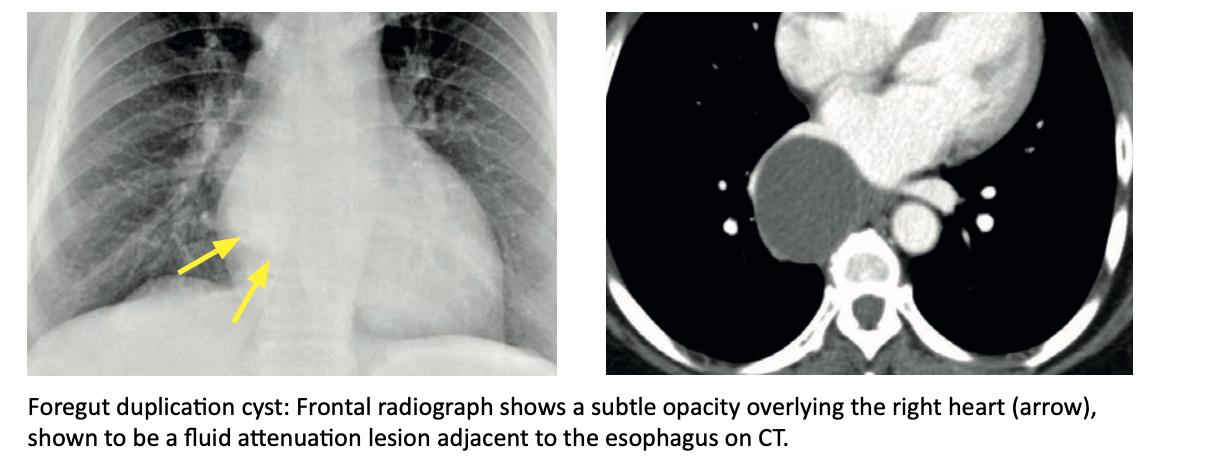 Foregut duplication cyst: Frontal radiograph shows a subtle opacity overlying the right heart (arrow),
shown to be a fluid attenuation lesion adjacent to the esophagus on CT.